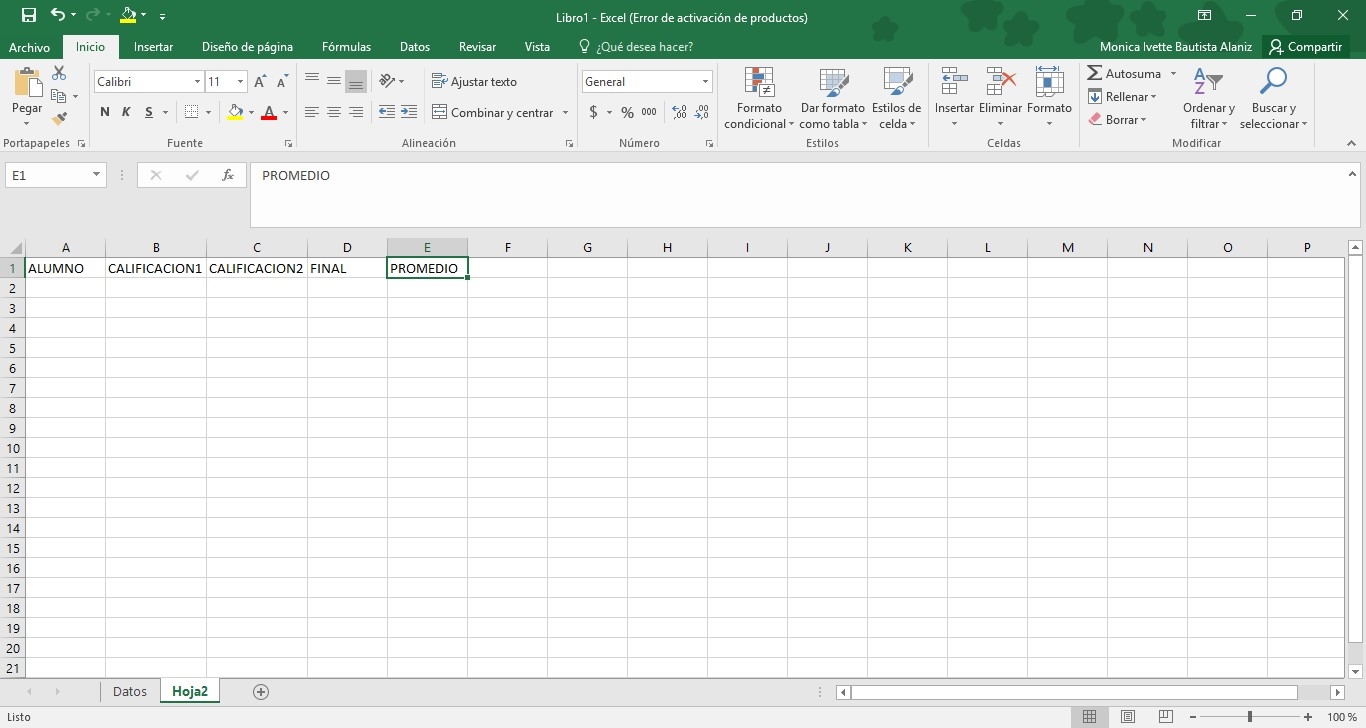 Libro1 - Excel (Error de activación de productos)
Archivo Inicio Insertar Diseño de página Fórmulas Datos Revisar Vista ¿Qué desea hacer? Monica Ivette Bautista Alaniz Compartir
Pegar
Portapapeles
Calibri 11
N K S
Fuente
Ajustar texto
Combinar y centrar
Alineación
General
$ % 000
Número
Formato condicional
Dar formato como tabla
Estilos de celda
Estilos
Insertar Eliminar Formato
Celdas
Autosuma
Rellenar
Borrar
Ordenar y filtrar
Buscar y seleccionar
Modificar
E1 fx PROMEDIO
A B C D E F G H I J K L M N O P
1 ALUMNO CALIFICACION1 CALIFICACION2 FINAL PROMEDIO
2
3
4
5
6
7
8
9
10
11
12
13
14
15
16
17
18
19
20
21
Datos Hoja2
Listo 100 %